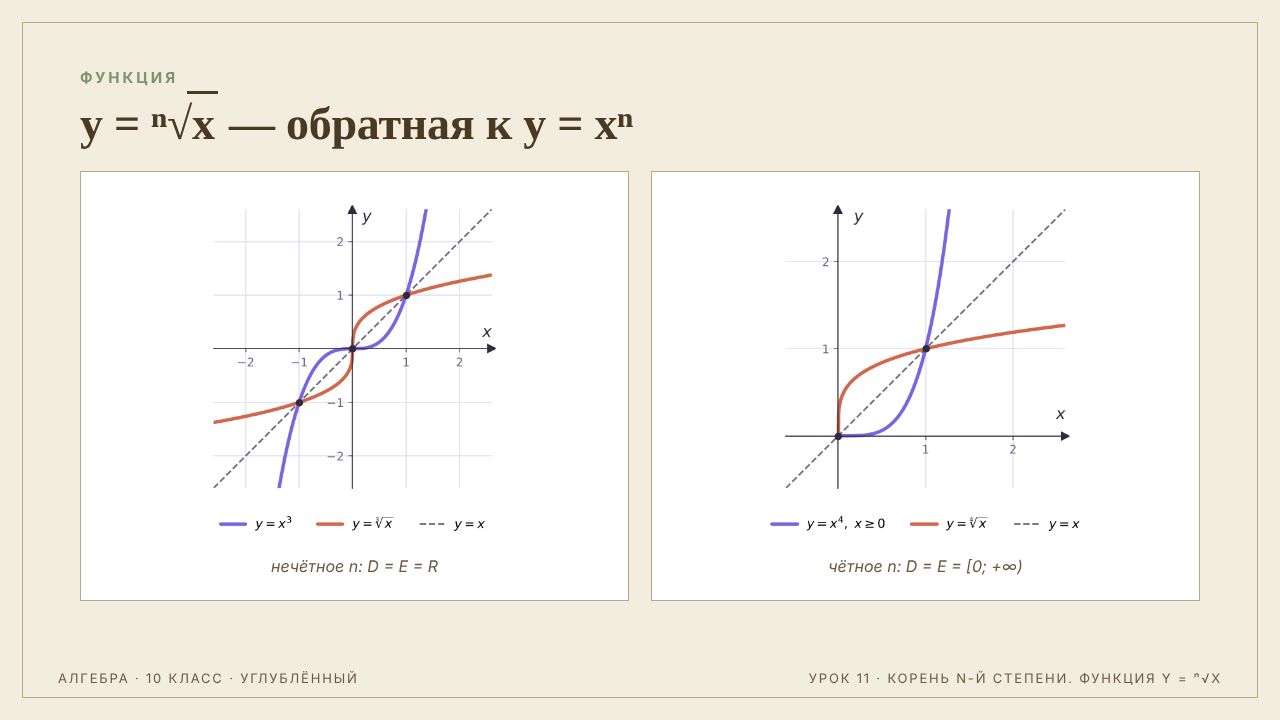 ФУНКЦИЯ
y = ⁿ√x — обратная к y = xⁿ
y
2
1
x
−2
−1
1
2
−1
−2
y = x³
y = ∛x
y = x
нечётное n: D = E = R
y
2
1
x
1
2
y = x⁴, x ≥ 0
y = ∜x
y = x
чётное n: D = E = [0; +∞)
АЛГЕБРА · 10 КЛАСС · УГЛУБЛЁННЫЙ
УРОК 11 · КОРЕНЬ N-Й СТЕПЕНИ. ФУНКЦИЯ Y = ⁿ√X